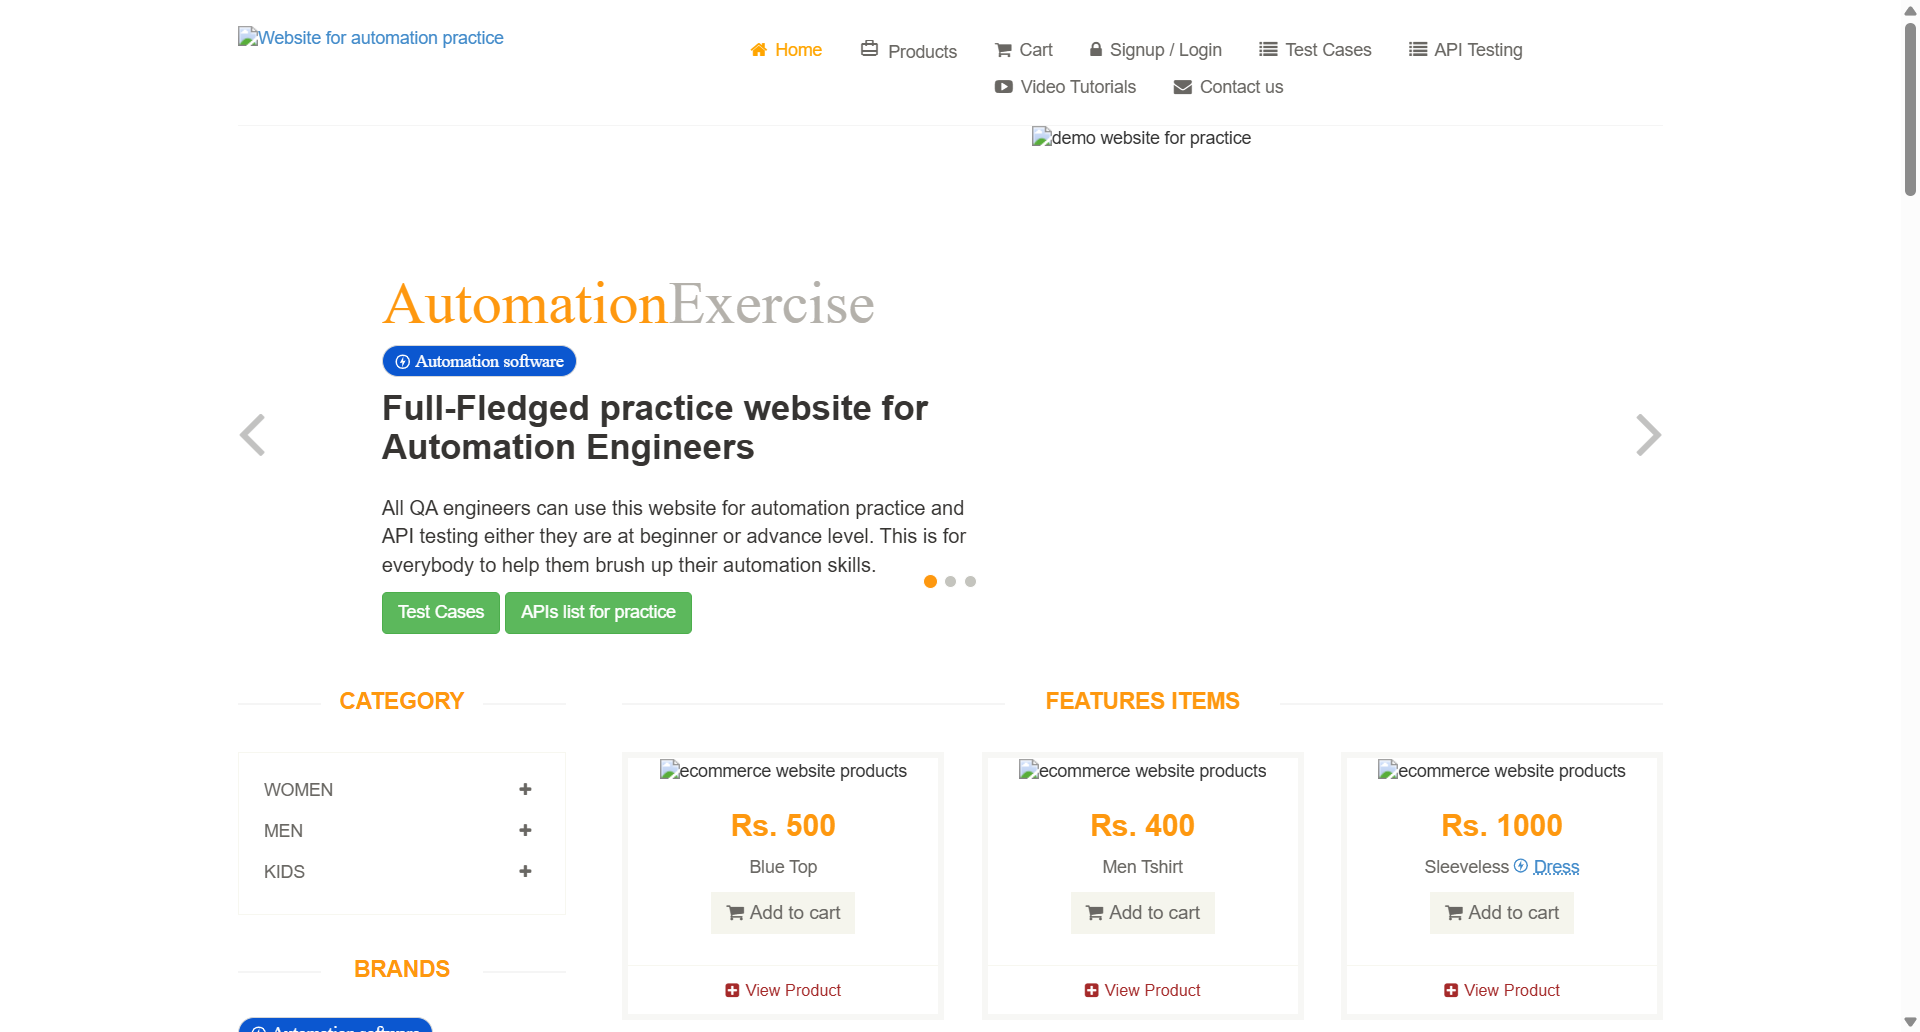 Website for automation practice
Home
Products
Cart
Signup / Login
Test Cases
API Testing
Video Tutorials
Contact us
demo website for practice
AutomationExercise
Automation software
Full-Fledged practice website for
Automation Engineers
All QA engineers can use this website for automation practice and
API testing either they are at beginner or advance level. This is for
everybody to help them brush up their automation skills.
Test Cases
APIs list for practice
CATEGORY
WOMEN
MEN
KIDS
BRANDS
Automation software
FEATURES ITEMS
ecommerce website products
Rs. 500
Blue Top
Add to cart
View Product
ecommerce website products
Rs. 400
Men Tshirt
Add to cart
View Product
ecommerce website products
Rs. 1000
Sleeveless Dress
Add to cart
View Product